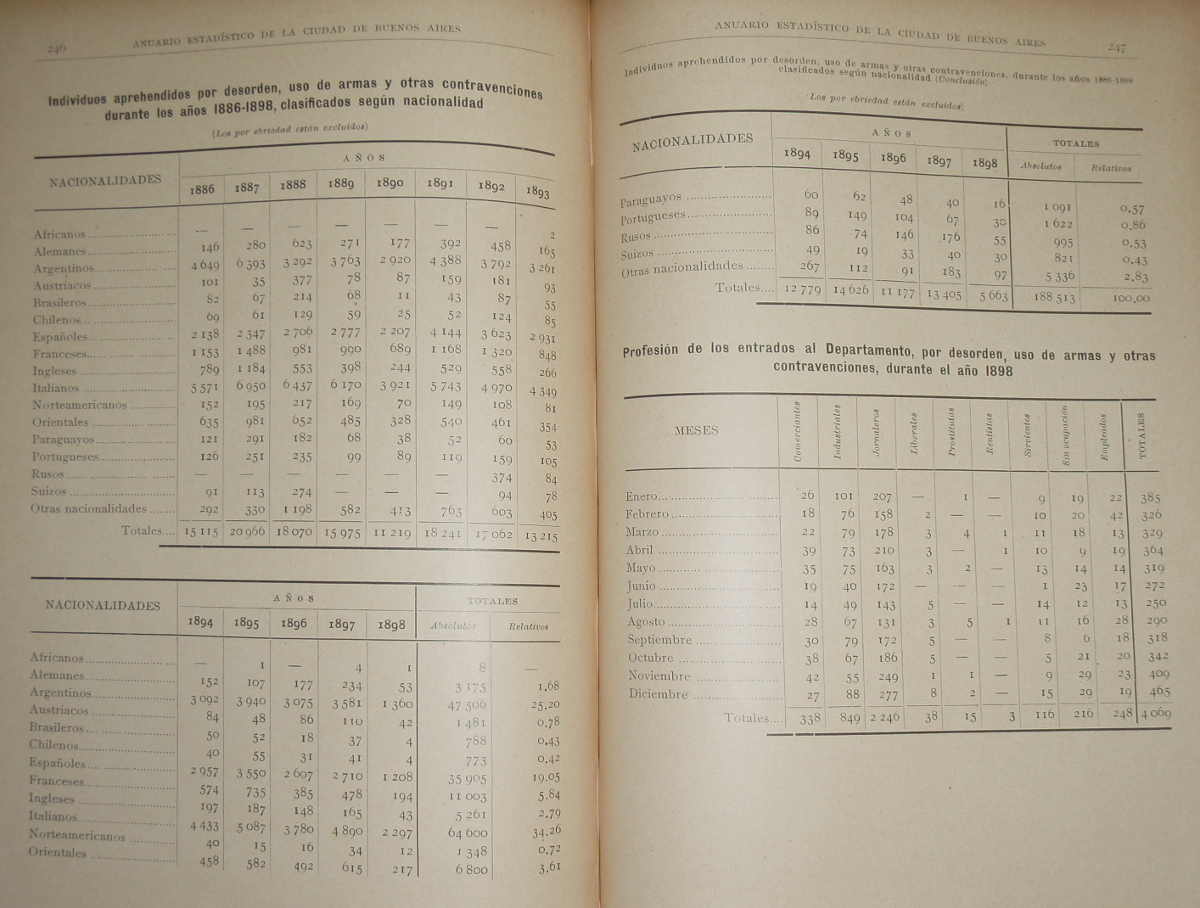 246 ANUARIO ESTADÍSTICO DE LA CIUDAD DE BUENOS AIRES
Individuos aprehendidos por desorden, uso de armas y otras contravenciones
durante los años 1886-1898, clasificados según nacionalidad
(Los por ebriedad están excluidos)
NACIONALIDADES AÑOS
1886 1887 1888 1889 1890 1891 1892 1893
Africanos — — — — — — — 2
Alemanes 146 280 623 271 177 392 458 165
Argentinos 4 649 6 393 3 292 3 763 2 920 4 388 3 792 3 261
Austriacos 101 35 377 78 87 159 181 93
Brasileros 82 67 214 68 11 43 87 55
Chilenos 69 61 129 59 25 52 124 85
Españoles 2 138 2 347 2 706 2 777 2 207 4 144 3 623 2 931
Franceses 1 153 1 488 981 990 689 1 168 1 320 848
Ingleses 789 1 184 553 398 244 529 558 266
Italianos 5 571 6 950 6 437 6 170 3 921 5 743 4 970 4 349
Norteamericanos 152 195 217 169 70 149 108 81
Orientales 635 981 652 485 328 540 461 354
Paraguayos 121 291 182 68 38 52 60 53
Portugueses 126 251 235 99 89 119 159 105
Rusos — — — — — — 374 84
Suizos 91 113 274 — — — 94 78
Otras nacionalidades 292 330 1 198 582 413 763 603 405
Totales.... 15 115 20 966 18 070 15 975 11 219 18 241 17 062 13 215
NACIONALIDADES AÑOS TOTALES
1894 1895 1896 1897 1898 Absolutos Relativos
Africanos — 1 — 4 1 8 —
Alemanes 152 107 177 234 53 3 175 1,68
Argentinos 3 092 3 940 3 075 3 581 1 360 47 506 25,20
Austriacos 84 48 86 110 42 1 481 0,78
Brasileros 50 52 18 37 4 788 0,43
Chilenos 40 55 31 41 4 773 0,42
Españoles 2 957 3 550 2 607 2 710 1 208 35 905 19,05
Franceses 574 735 385 478 194 11 003 5,84
Ingleses 197 187 148 165 43 5 261 2,79
Italianos 4 433 5 087 3 780 4 890 2 297 64 600 34,26
Norteamericanos 40 15 16 34 12 1 348 0,72
Orientales 458 582 492 615 217 6 800 3,61
ANUARIO ESTADÍSTICO DE LA CIUDAD DE BUENOS AIRES 247
Individuos aprehendidos por desorden, uso de armas y otras contravenciones, durante los años 1886-1898
clasificados según nacionalidad (Conclusión)
(Los por ebriedad están excluidos)
NACIONALIDADES AÑOS TOTALES
1894 1895 1896 1897 1898 Absolutos Relativos
Paraguayos 60 62 48 40 16 1 091 0,57
Portugueses 89 149 104 67 30 1 622 0,86
Rusos 86 74 146 176 55 995 0,53
Suizos 49 19 33 40 30 821 0,43
Otras nacionalidades 267 112 91 183 97 5 336 2,83
Totales.... 12 779 14 626 11 177 13 405 5 663 188 513 100,00
Profesión de los entrados al Departamento, por desorden, uso de armas y otras
contravenciones, durante el año 1898
MESES Comerciantes Industriales Jornaleros Liberales Prostitutas Rentistas Sirvientes Sin ocupación Empleados TOTALES
Enero 26 101 207 — 1 — 9 19 22 385
Febrero 18 76 158 2 — — 10 20 42 326
Marzo 22 79 178 3 4 1 11 18 13 329
Abril 39 73 210 3 — 1 10 9 19 364
Mayo 35 75 163 3 2 — 13 14 14 319
Junio 19 40 172 — — — 1 23 17 272
Julio 14 49 143 5 — — 14 12 13 250
Agosto 28 67 131 3 5 1 11 16 28 290
Septiembre 30 79 172 5 — — 8 6 18 318
Octubre 38 67 186 5 — — 5 21 20 342
Noviembre 42 55 249 1 1 — 9 29 23 409
Diciembre 27 88 277 8 2 — 15 29 19 465
Totales.... 338 849 2 246 38 15 3 116 216 248 4 069